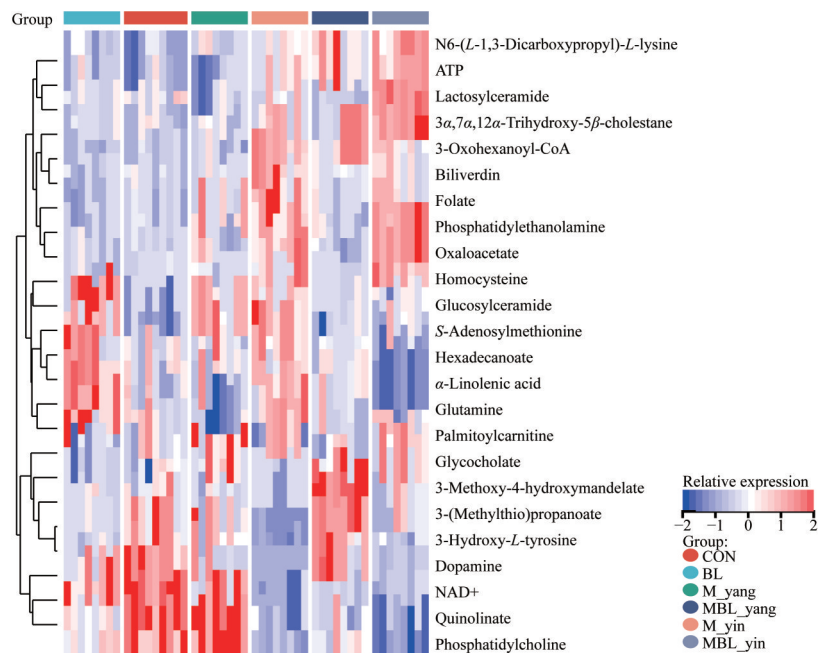 Group
N6-(L-1,3-Dicarboxypropyl)-L-lysine
ATP
Lactosylceramide
3α,7α,12α-Trihydroxy-5β-cholestane
3-Oxohexanoyl-CoA
Biliverdin
Folate
Phosphatidylethanolamine
Oxaloacetate
Homocysteine
Glucosylceramide
S-Adenosylmethionine
Hexadecanoate
α-Linolenic acid
Glutamine
Palmitoylcarnitine
Glycocholate
3-Methoxy-4-hydroxymandelate
3-(Methylthio)propanoate
3-Hydroxy-L-tyrosine
Dopamine
NAD+
Quinolinate
Phosphatidylcholine
Relative expression
−2 −1 0 1 2
Group:
CON
BL
M_yang
MBL_yang
M_yin
MBL_yin